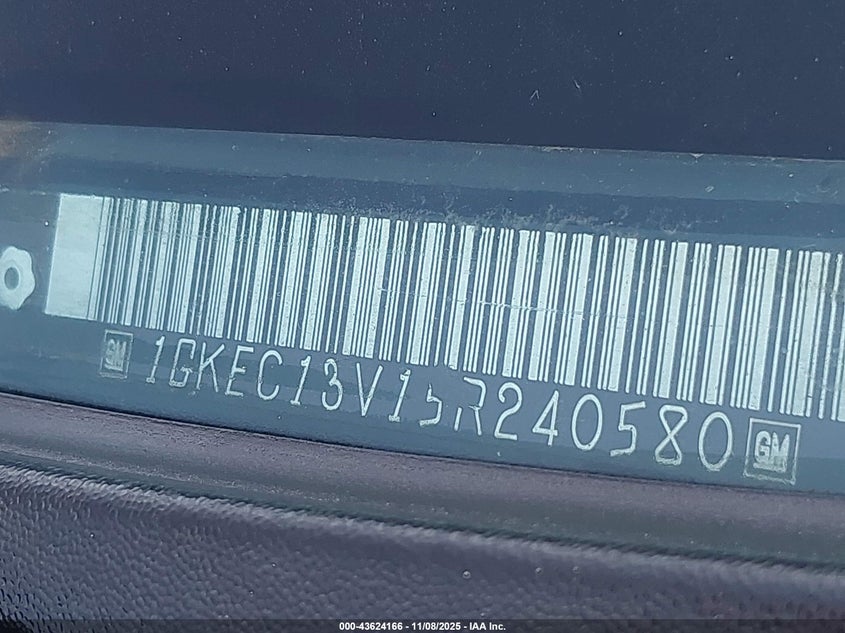 GM 1GKEC13V15R240580 GM
000-43624166 - 11/08/2025 - IAA Inc.